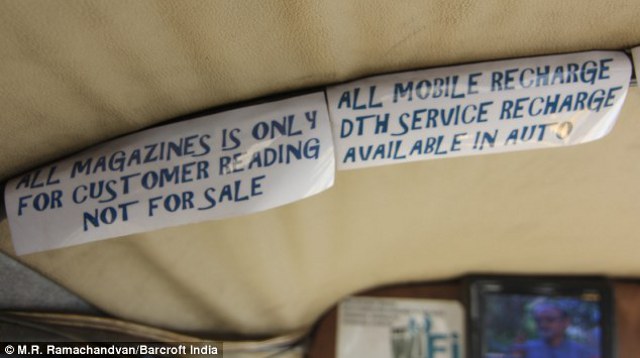 ALL MAGAZINES IS ONLY
FOR CUSTOMER READING
NOT FOR SALE
ALL MOBILE RECHARGE
DTH SERVICE RECHARGE
AVAILABLE IN AUTO
Fi
© M.R. Ramachandvan/Barcroft India